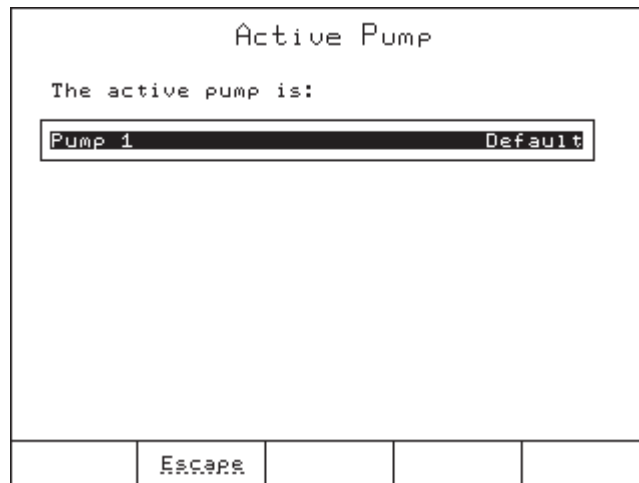 Active Pump
The active pump is:
Pump 1 Default
Escape